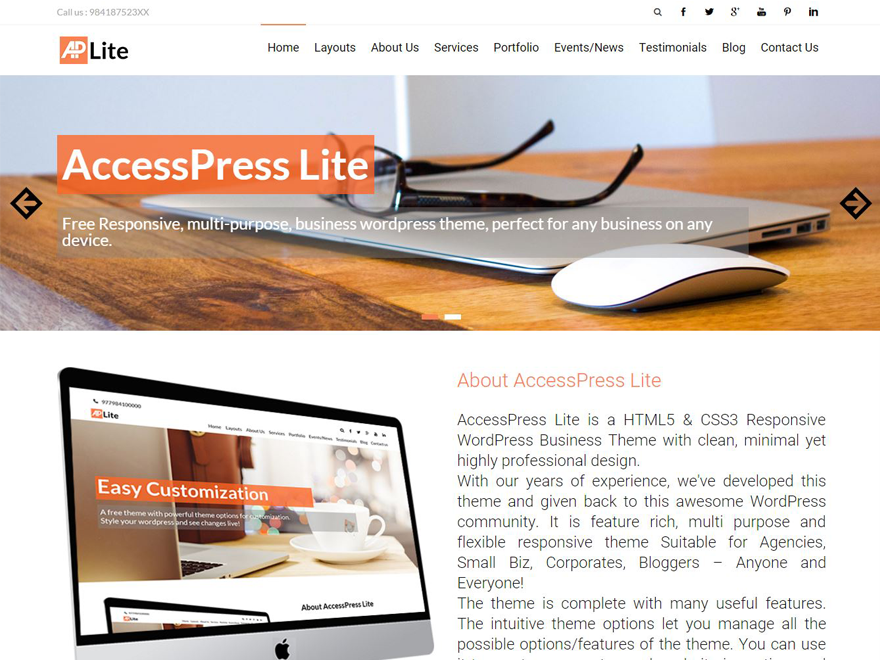 Call us : 984187523XX
AP Lite
Home Layouts About Us Services Portfolio Events/News Testimonials Blog Contact Us
AccessPress Lite
Free Responsive, multi-purpose, business wordpress theme, perfect for any business on any
device.
977984100000
AP Lite
Home Layouts About Us Services Portfolio Events/News Testimonials Blog Contact us
Easy Customization
A free theme with powerful theme options for customization.
Style your wordpress and see changes live!
About AccessPress Lite
About AccessPress Lite
AccessPress Lite is a HTML5 & CSS3 Responsive
WordPress Business Theme with clean, minimal yet
highly professional design.
With our years of experience, we've developed this
theme and given back to this awesome WordPress
community. It is feature rich, multi purpose and
flexible responsive theme Suitable for Agencies,
Small Biz, Corporates, Bloggers – Anyone and
Everyone!
The theme is complete with many useful features.
The intuitive theme options let you manage all the
possible options/features of the theme. You can use